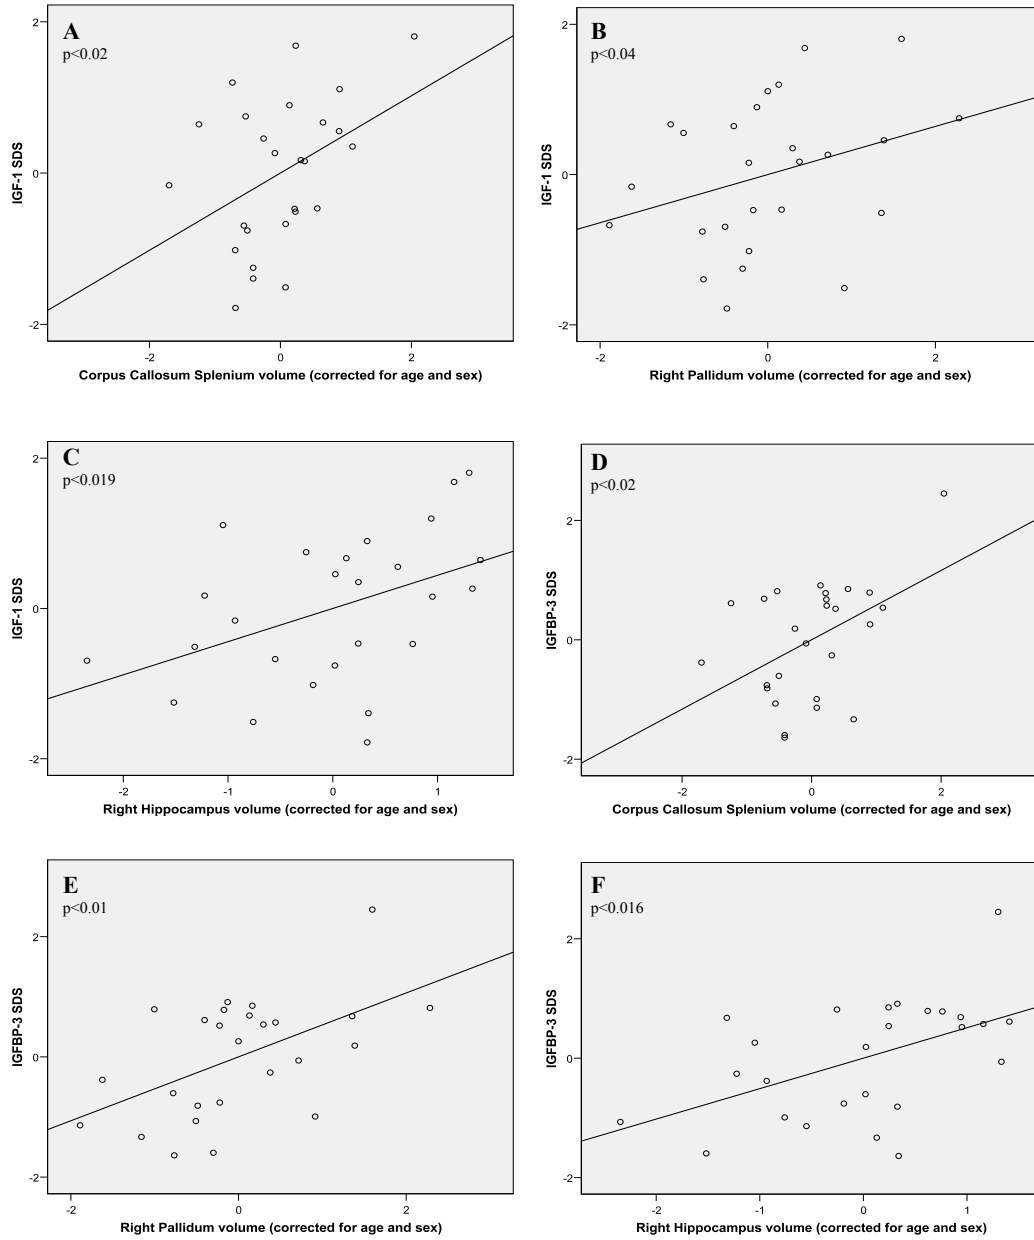 A
p<0.02
2
0
-2
IGF-1 SDS
-2
0
2
Corpus Callosum Splenium volume (corrected for age and sex)
B
p<0.04
2
0
-2
IGF-1 SDS
-2
0
2
Right Pallidum volume (corrected for age and sex)
C
p<0.019
2
0
-2
IGF-1 SDS
-2
-1
0
1
Right Hippocampus volume (corrected for age and sex)
D
p<0.02
2
0
-2
IGFBP-3 SDS
-2
0
2
Corpus Callosum Splenium volume (corrected for age and sex)
E
p<0.01
2
0
-2
IGFBP-3 SDS
-2
0
2
Right Pallidum volume (corrected for age and sex)
F
p<0.016
2
0
-2
IGFBP-3 SDS
-2
-1
0
1
Right Hippocampus volume (corrected for age and sex)